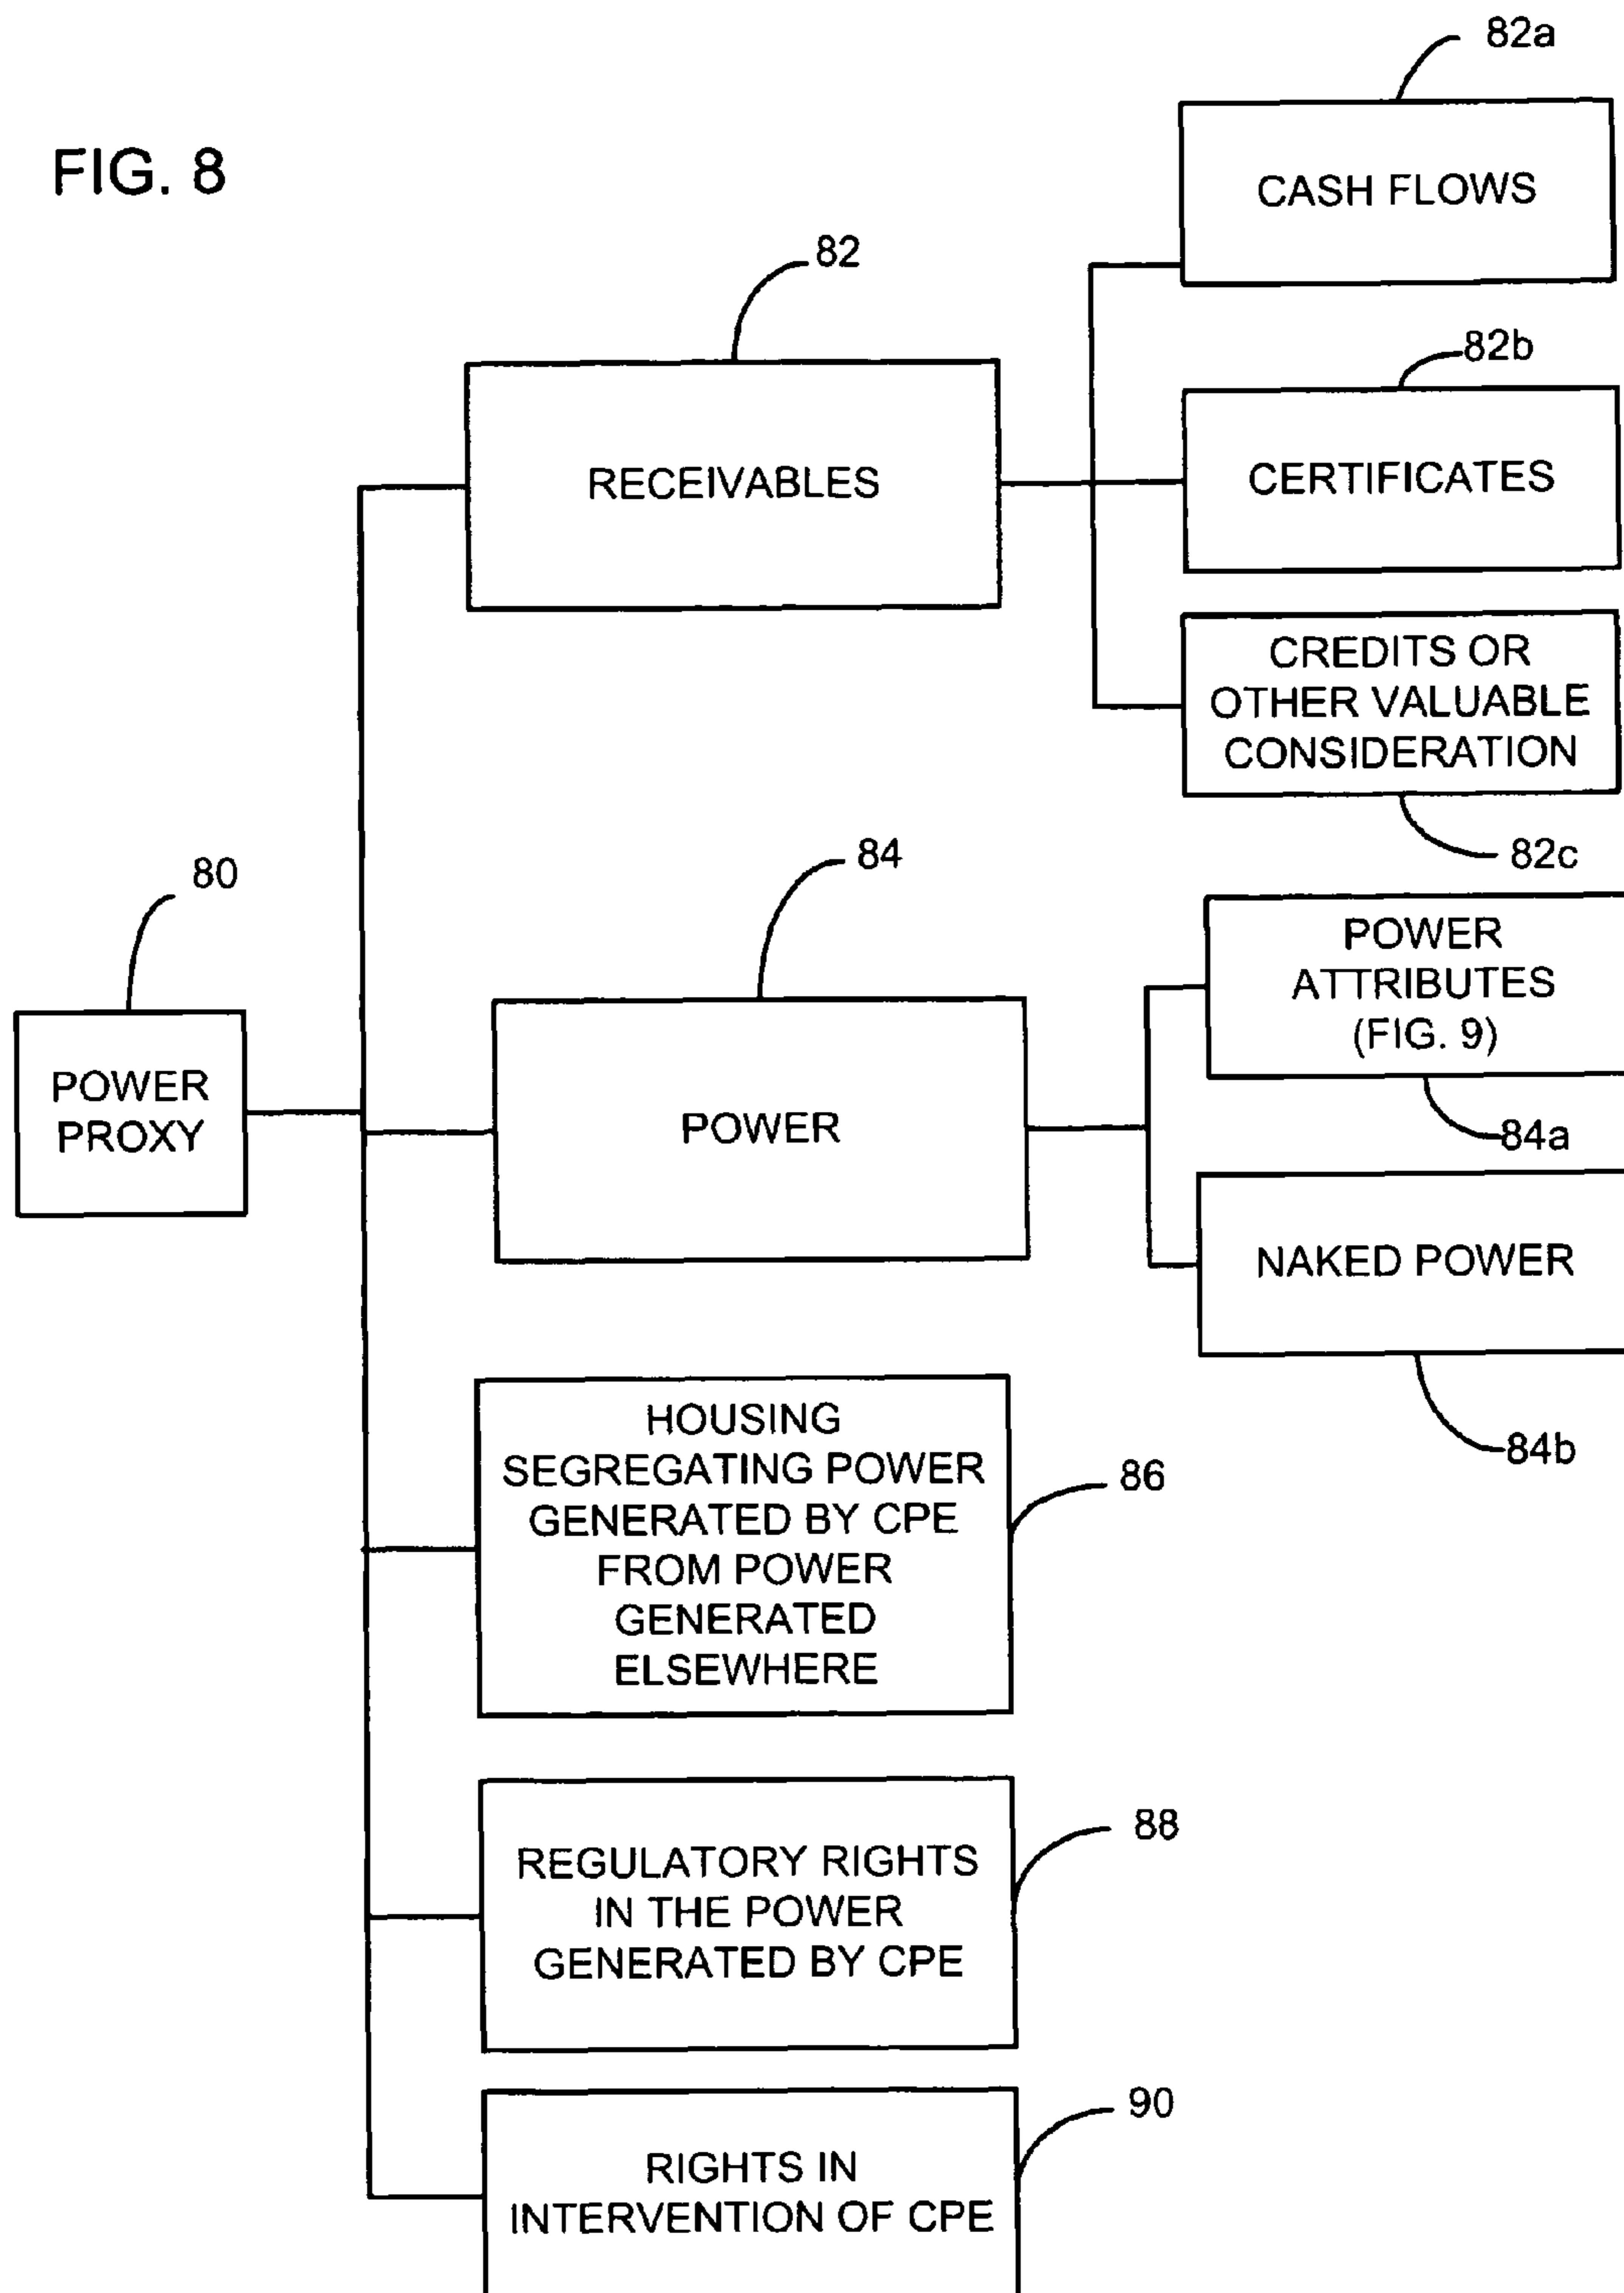 FIG. 8
82a
CASH FLOWS
82
82b
RECEIVABLES
CERTIFICATES
CREDITS OR
OTHER VALUABLE
CONSIDERATION
82c
80
84
POWER
PROXY
POWER
POWER
ATTRIBUTES
(FIG. 9)
84a
NAKED POWER
84b
HOUSING
SEGREGATING POWER
GENERATED BY CPE
FROM POWER
GENERATED
ELSEWHERE
86
REGULATORY RIGHTS
IN THE POWER
GENERATED BY CPE
88
RIGHTS IN
INTERVENTION OF CPE
90